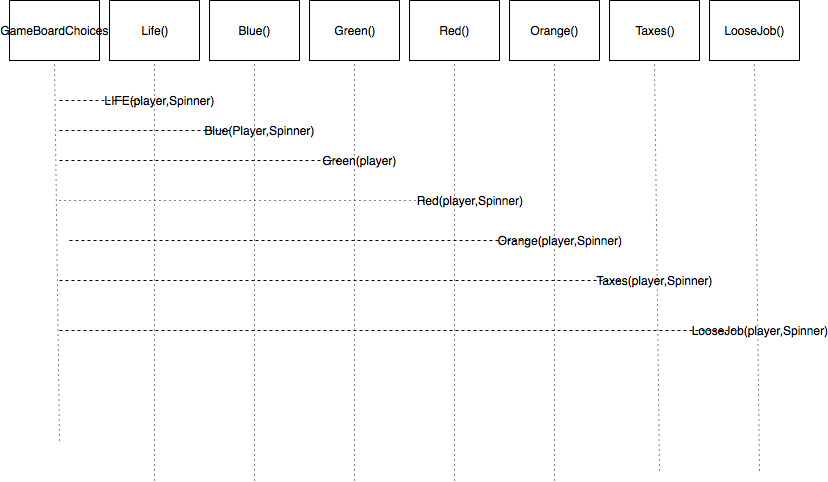 GameBoardChoices
Life()
Blue()
Green()
Red()
Orange()
Taxes()
LooseJob()
LIFE(player,Spinner)
Blue(Player,Spinner)
Green(player)
Red(player,Spinner)
Orange(player,Spinner)
Taxes(player,Spinner)
LooseJob(player,Spinner)